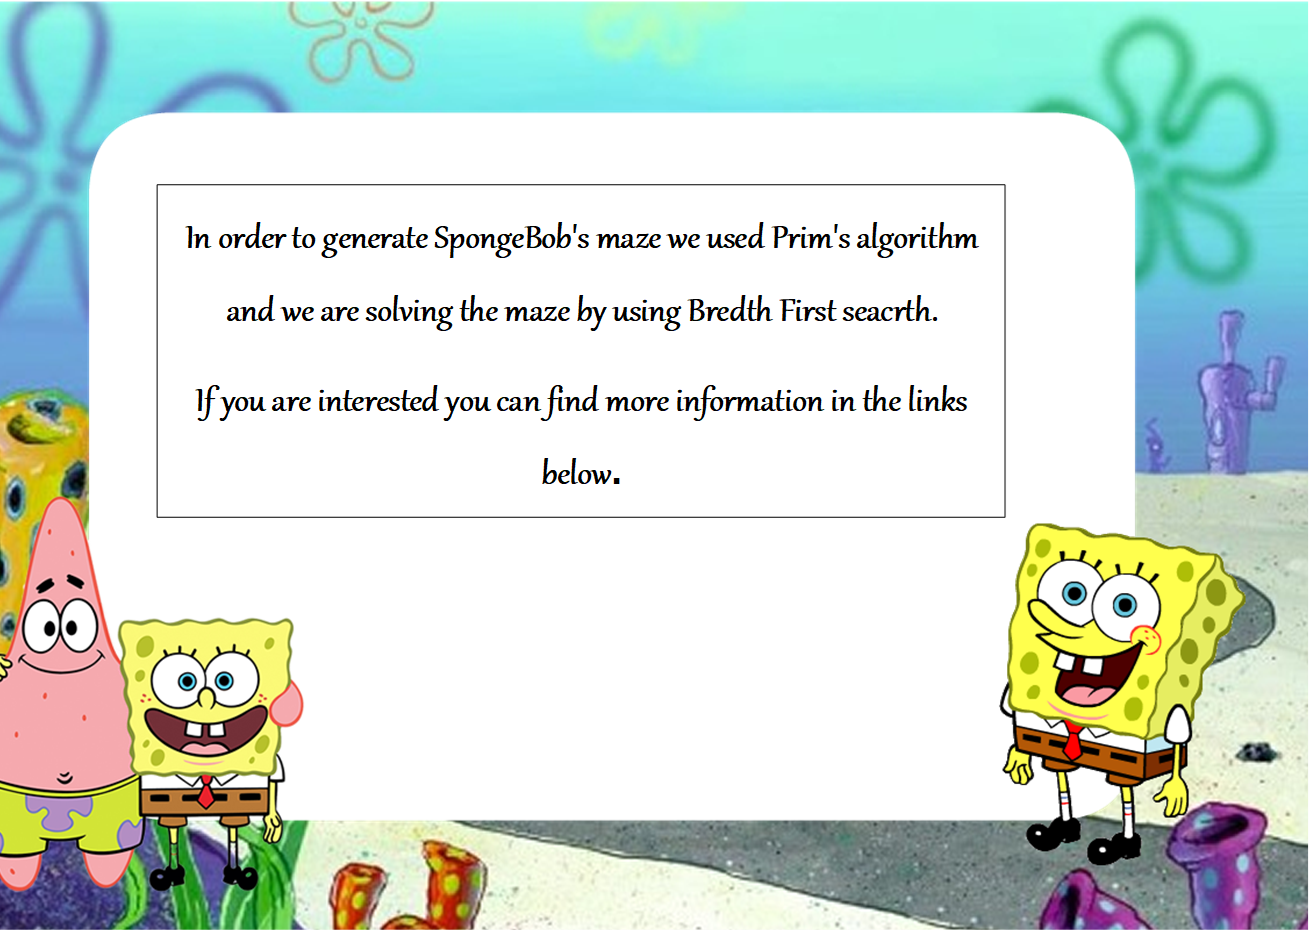 In order to generate SpongeBob's maze we used Prim's algorithm
and we are solving the maze by using Bredth First seacrth.
If you are interested you can find more information in the links
below.